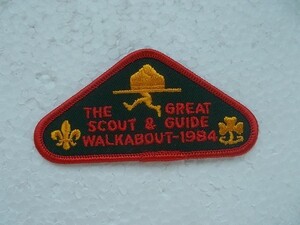 THE GREAT
SCOUT & GUIDE
WALKABOUT-1984